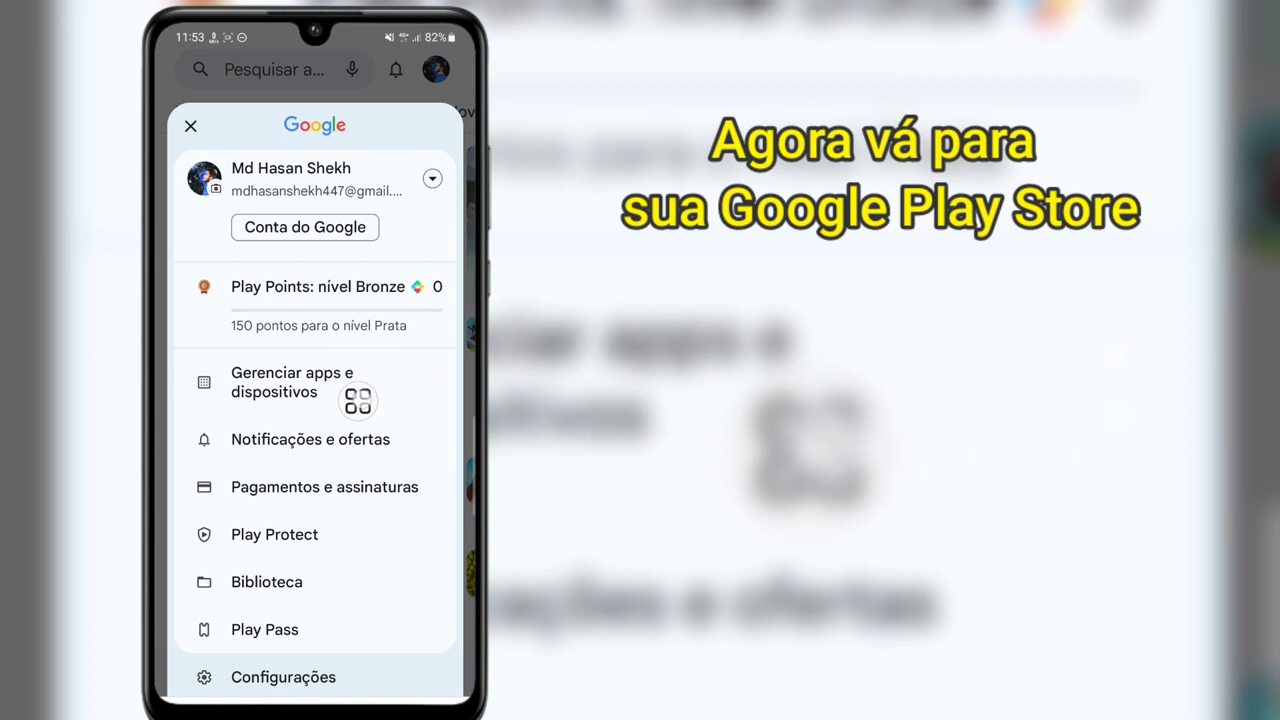 11:53
82%
Pesquisar a...
Google
Md Hasan Shekh
mdhasanshekh447@gmail....
Conta do Google
Play Points: nível Bronze 0
150 pontos para o nível Prata
Gerenciar apps e
dispositivos
Notificações e ofertas
Pagamentos e assinaturas
Play Protect
Biblioteca
Play Pass
Configurações
Agora vá para
sua Google Play Store